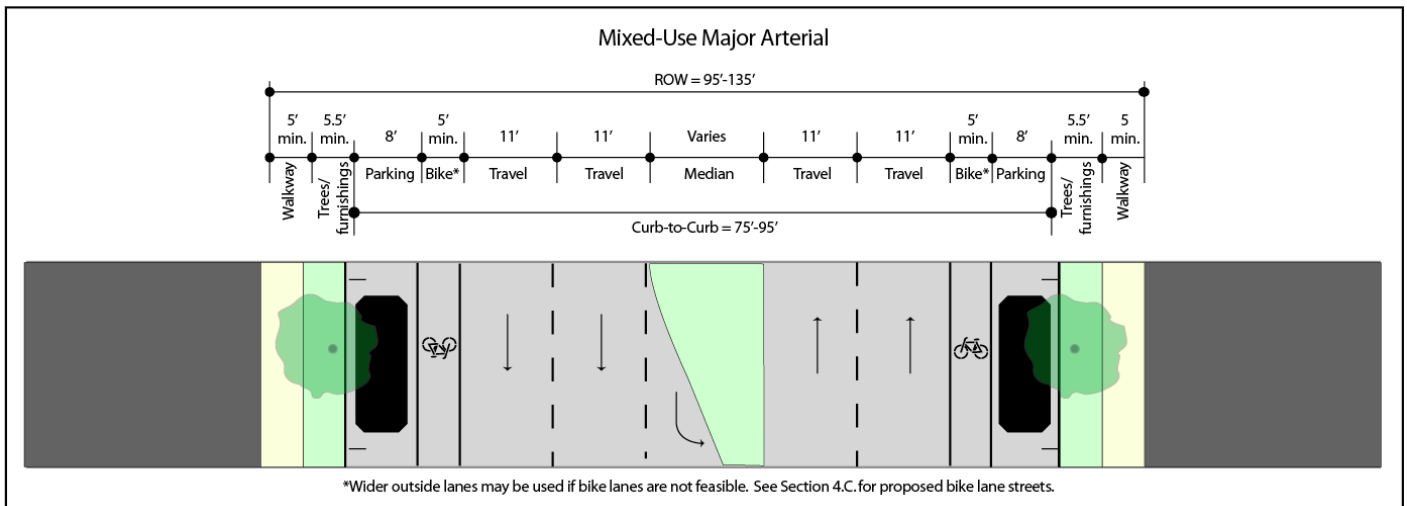 Mixed-Use Major Arterial
ROW = 95'-135'
5' min.
5.5' min.
8'
5' min.
11'
11'
Varies
11'
11'
5' min.
8'
5.5' min.
5 min.
Walkway
Trees/
furnishings
Parking
Bike*
Travel
Travel
Median
Travel
Travel
Bike*
Parking
Trees/
furnishings
Walkway
Curb-to-Curb = 75'-95'
*Wider outside lanes may be used if bike lanes are not feasible. See Section 4.C. for proposed bike lane streets.